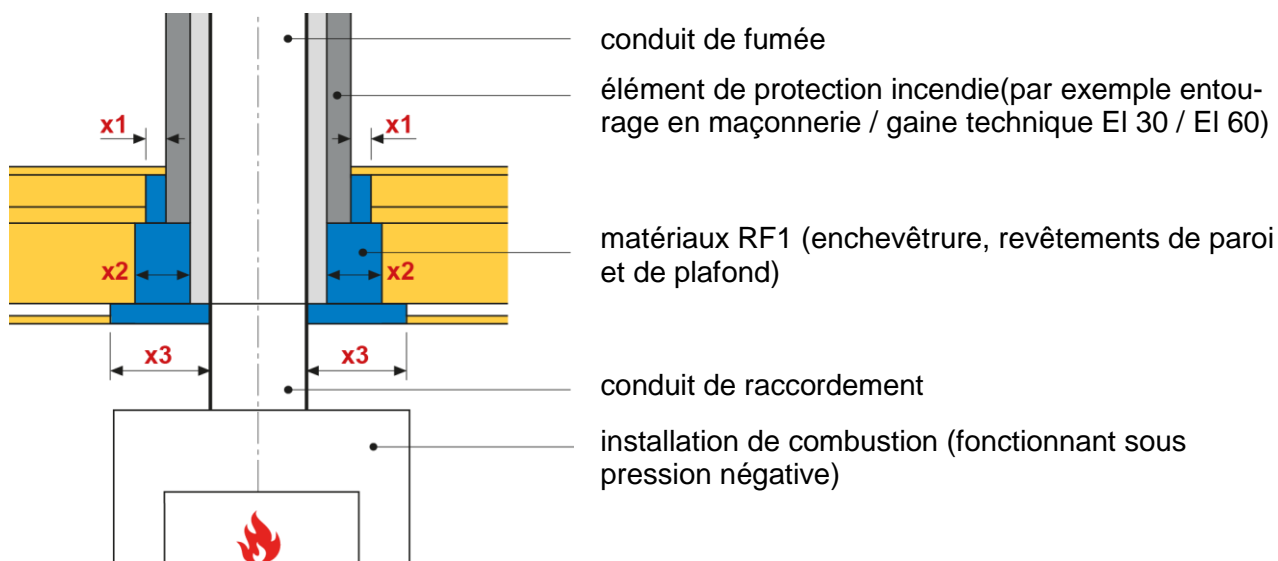 conduit de fumée
élément de protection incendie(par exemple entou-
rage en maçonnerie / gaine technique EI 30 / EI 60)
x1 x1
matériaux RF1 (enchevêtrure, revêtements de paroi
et de plafond)
x2 x2
x3 x3
conduit de raccordement
installation de combustion (fonctionnant sous
pression négative)